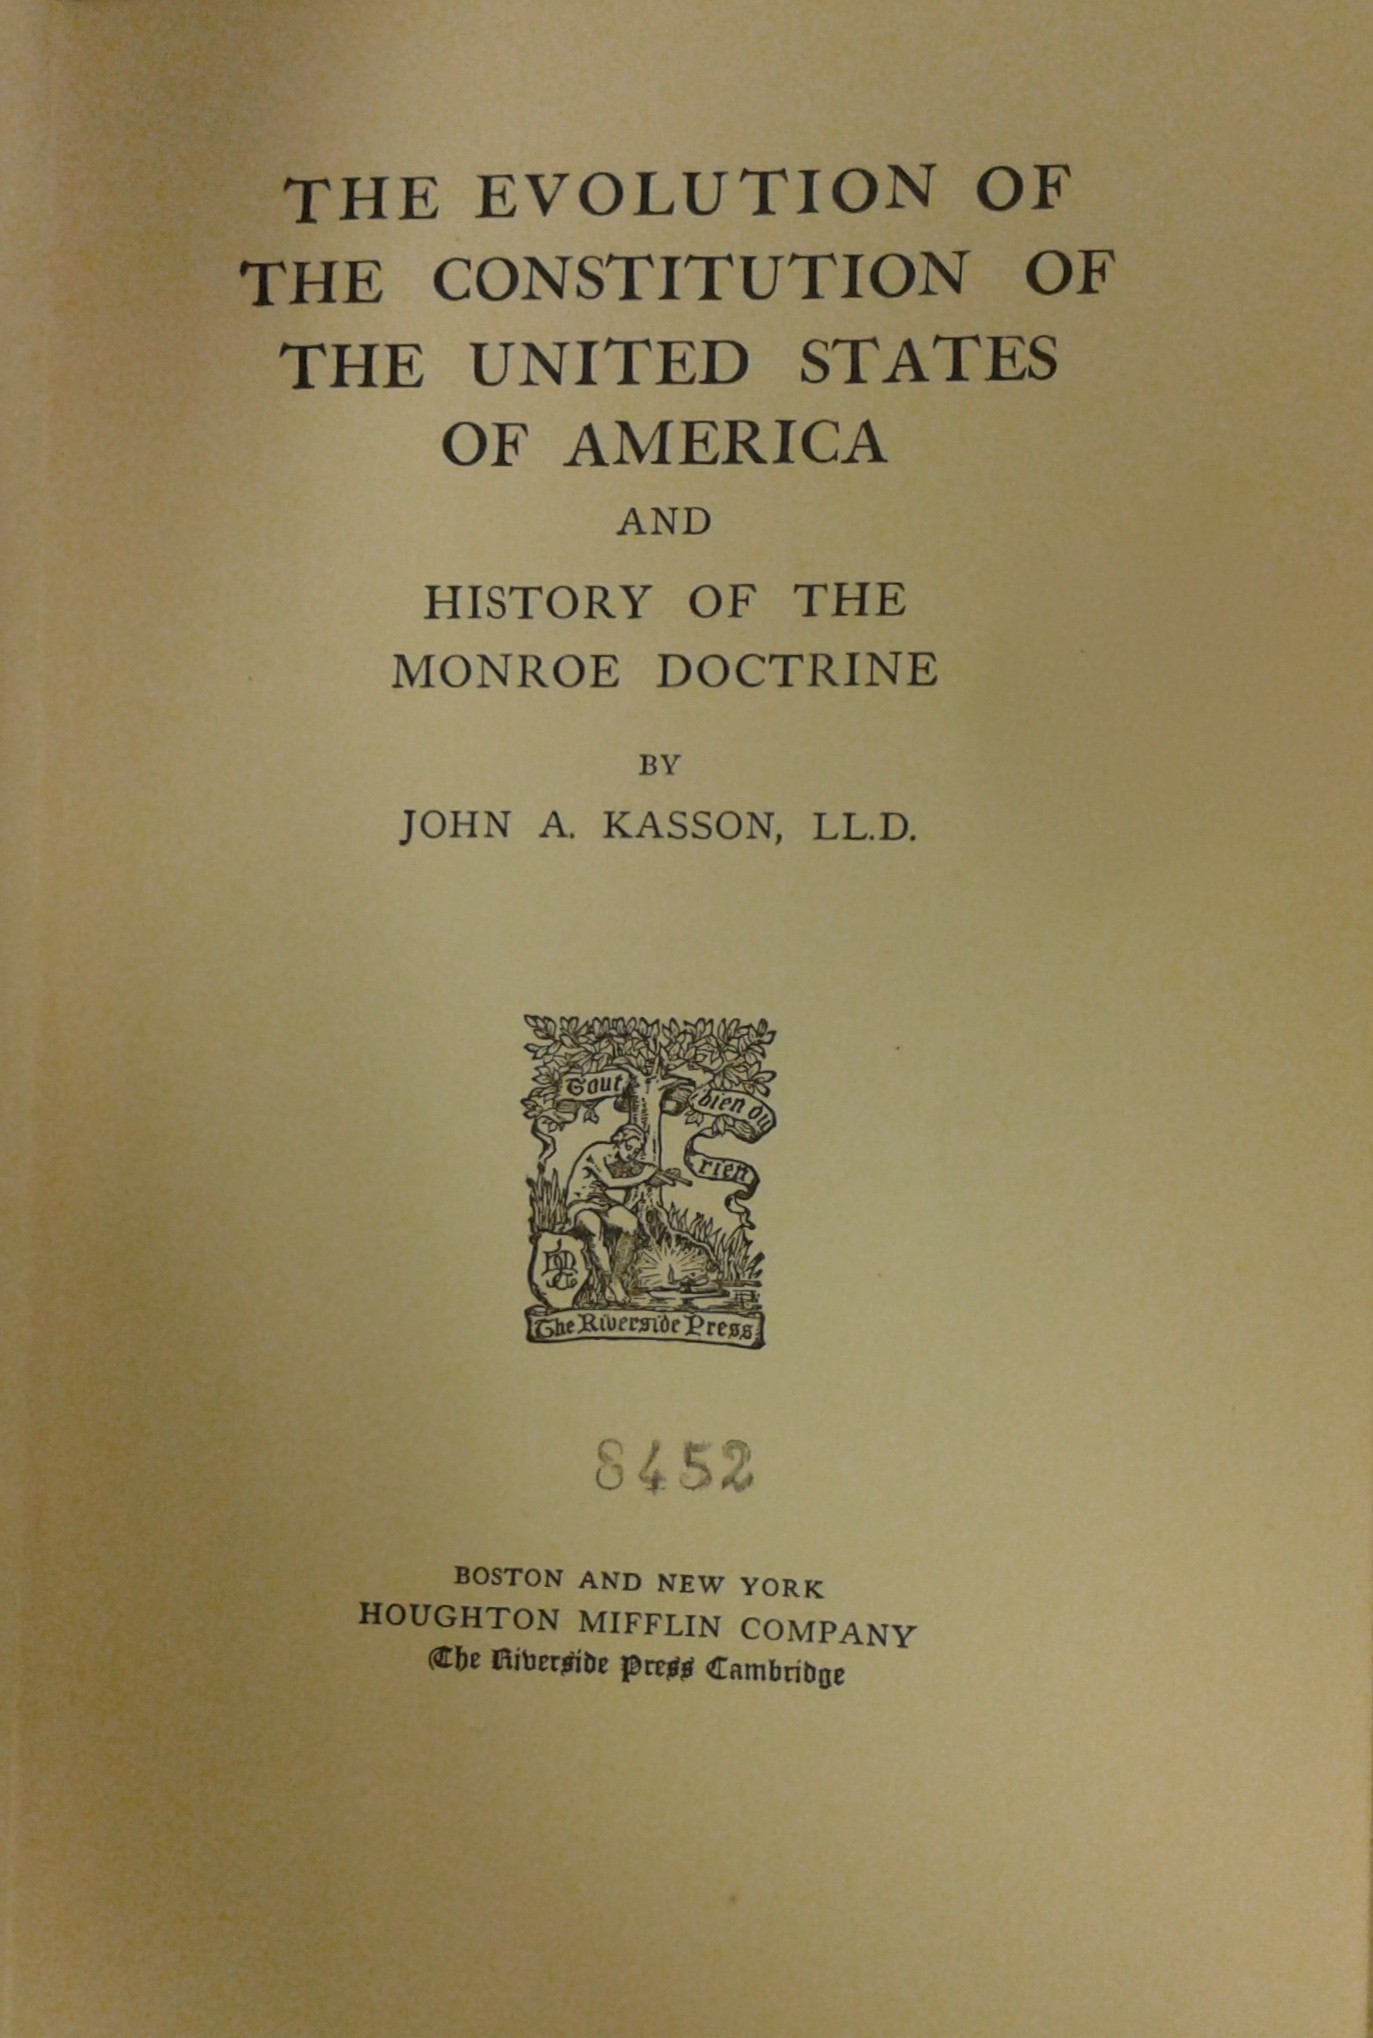 THE EVOLUTION OF
THE CONSTITUTION OF
THE UNITED STATES
OF AMERICA
AND
HISTORY OF THE
MONROE DOCTRINE
BY
JOHN A. KASSON, LL.D.
Tout
bien ou
rien
The Riverside Press
8452
BOSTON AND NEW YORK
HOUGHTON MIFFLIN COMPANY
The Riverside Press Cambridge